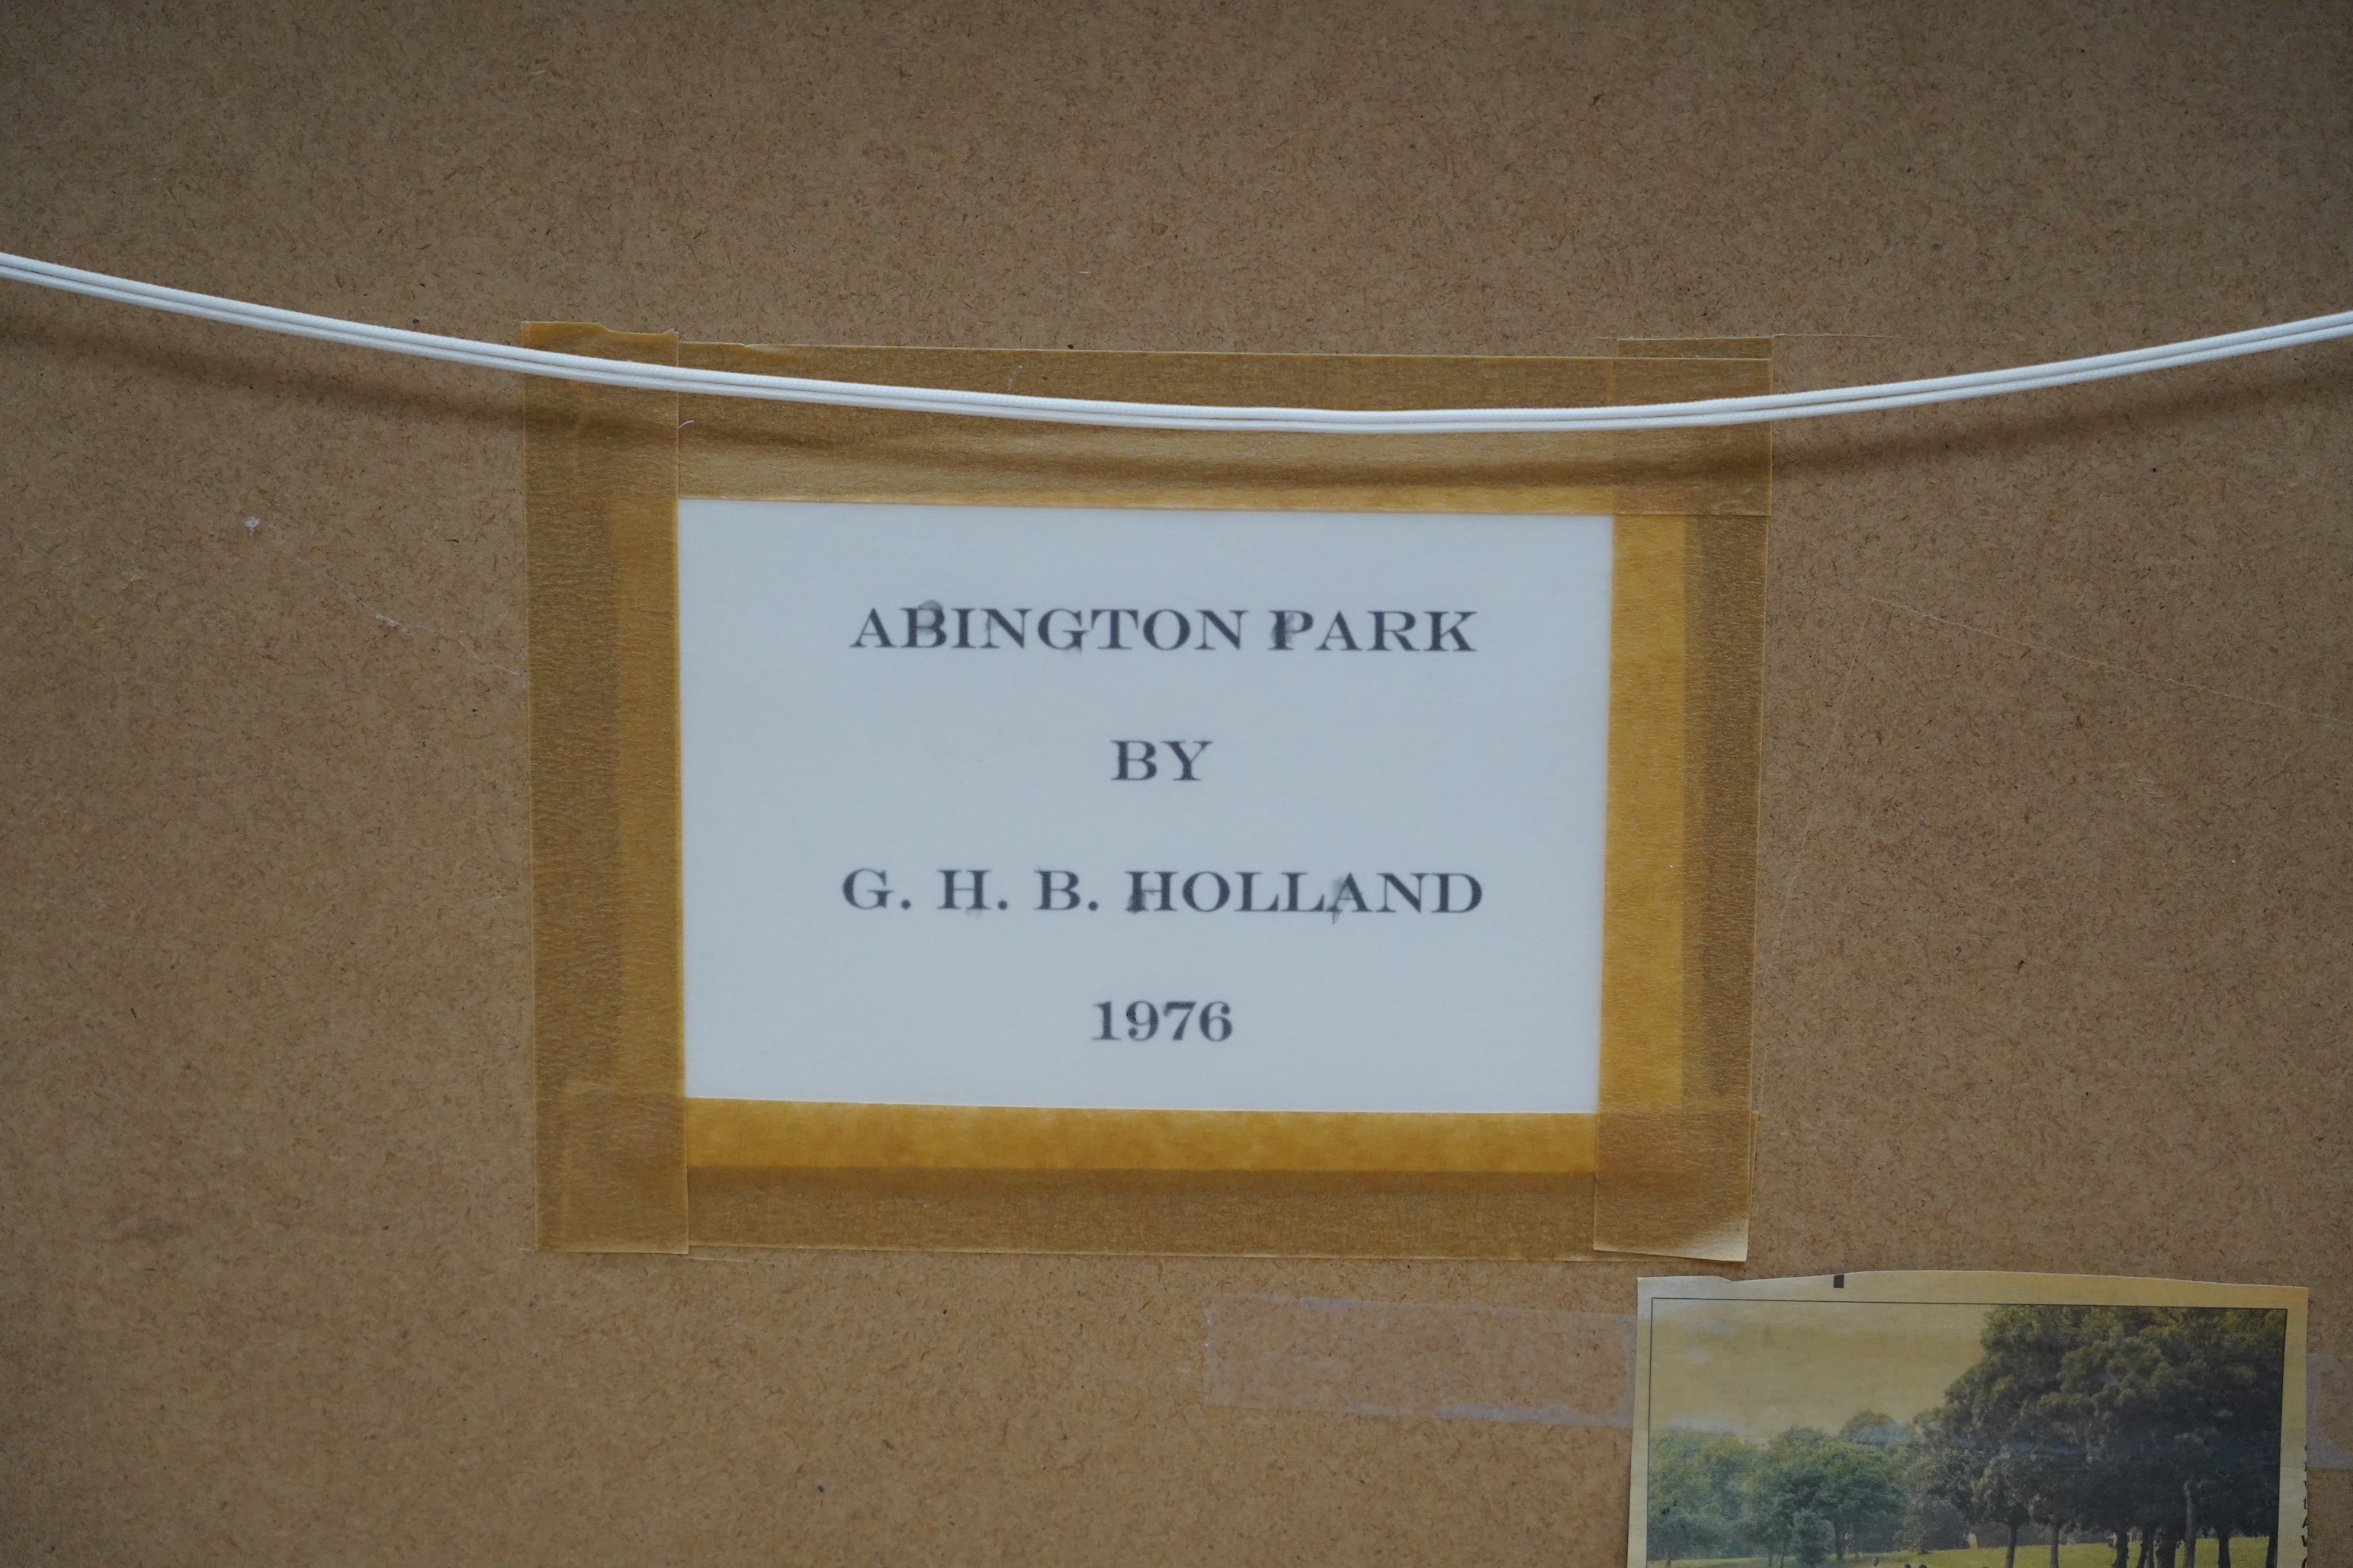 ABINGTON PARK
BY
G. H. B. HOLLAND
1976